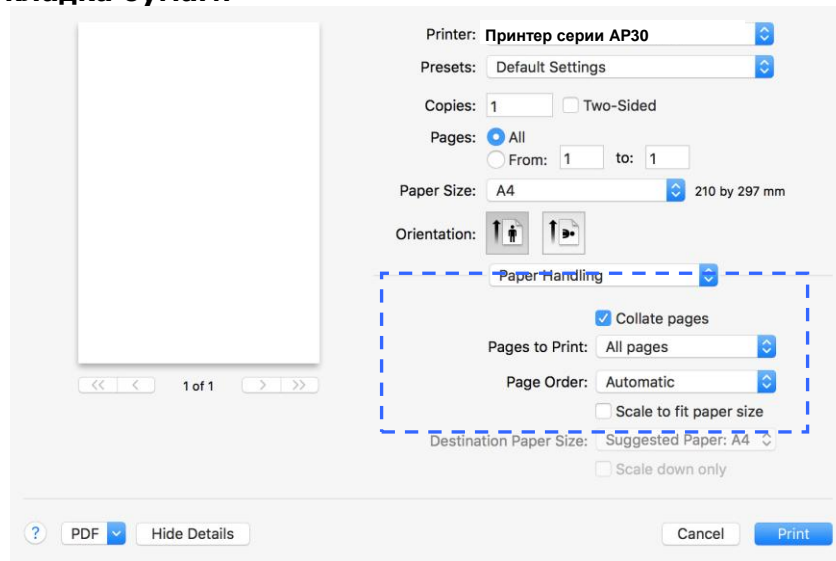 кладка бумаги
Printer: Принтер серии AP30
Presets: Default Settings
Copies: 1 Two-Sided
Pages: All
From: 1 to: 1
Paper Size: A4 210 by 297 mm
Orientation:
Paper Handling
Collate pages
Pages to Print: All pages
Page Order: Automatic
Scale to fit paper size
Destination Paper Size: Suggested Paper: A4
Scale down only
<< < 1 of 1 > >>
? PDF Hide Details Cancel Print